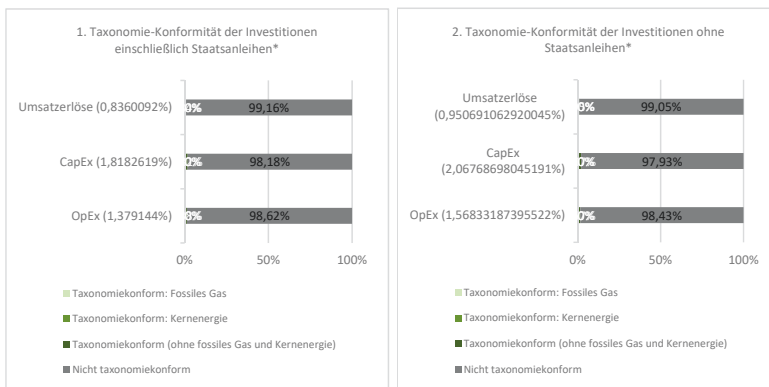 1. Taxonomie-Konformität der Investitionen
einschließlich Staatsanleihen*
Umsatzerlöse (0,8360092%)
99,16%
CapEx (1,8182619%)
98,18%
OpEx (1,379144%)
98,62%
0%
50%
100%
Taxonomiekonform: Fossiles Gas
Taxonomiekonform: Kernenergie
Taxonomiekonform (ohne fossiles Gas und Kernenergie)
Nicht taxonomiekonform
2. Taxonomie-Konformität der Investitionen ohne
Staatsanleihen*
Umsatzerlöse
(0,950691062920045%)
99,05%
CapEx
(2,06768698045191%)
97,93%
OpEx (1,56833187395522%)
98,43%
0%
50%
100%
Taxonomiekonform: Fossiles Gas
Taxonomiekonform: Kernenergie
Taxonomiekonform (ohne fossiles Gas und Kernenergie)
Nicht taxonomiekonform